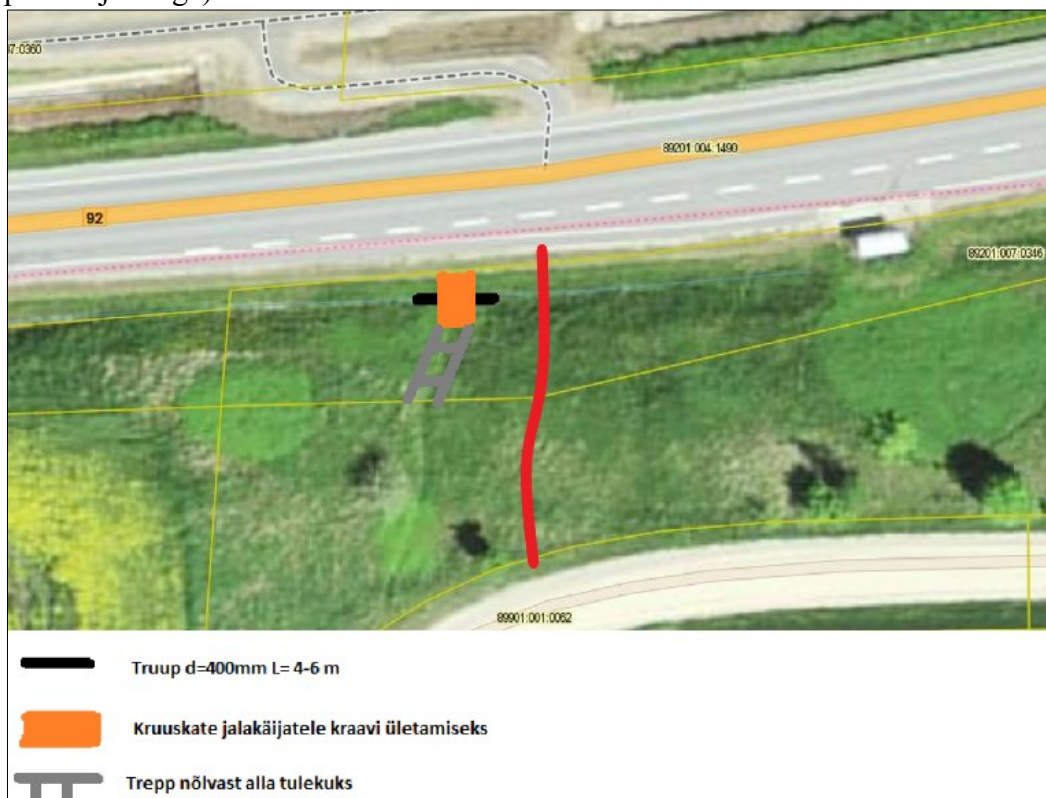 7:0360
89201:004:1490
92
89201:007:0346
89901:001:0062
Truup d=400mm L= 4-6 m
Kruuskate jalakäijatele kraavi ületamiseks
Trepp nõlvast alla tulekuks